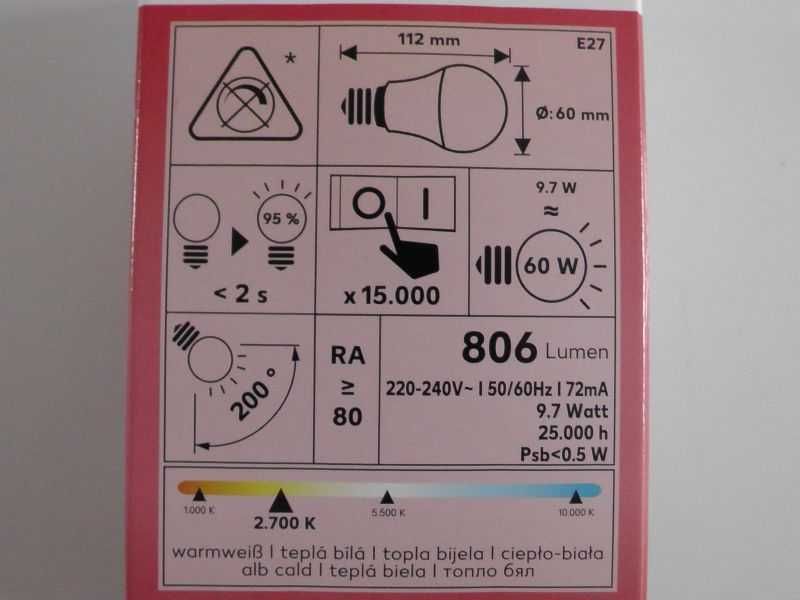 *
112 mm
E27
Ø: 60 mm
95 %
< 2 s
O I
x 15.000
9.7 W
≈
60 W
200 °
RA
≥
80
806 Lumen
220-240V~ I 50/60Hz I 72mA
9.7 Watt
25.000 h
Psb<0.5 W
1.000 K
2.700 K
5.500 K
10.000 K
warmweiß I teplá bílá I topla bijela I ciepło-biała
alb cald I teplá biela I топло бял